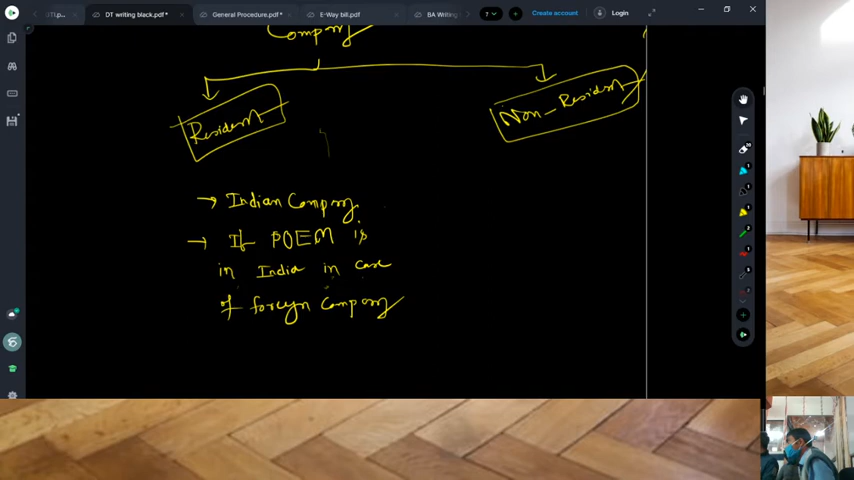 UTI.p...
DT writing black.pdf*
General Procedure.pdf*
E-Way bill.pdf
BA Writing
?
Create account
Login
Company
Resident
Non-Resident
→ Indian Company
→ If POEM is
in India in case
of foreign company